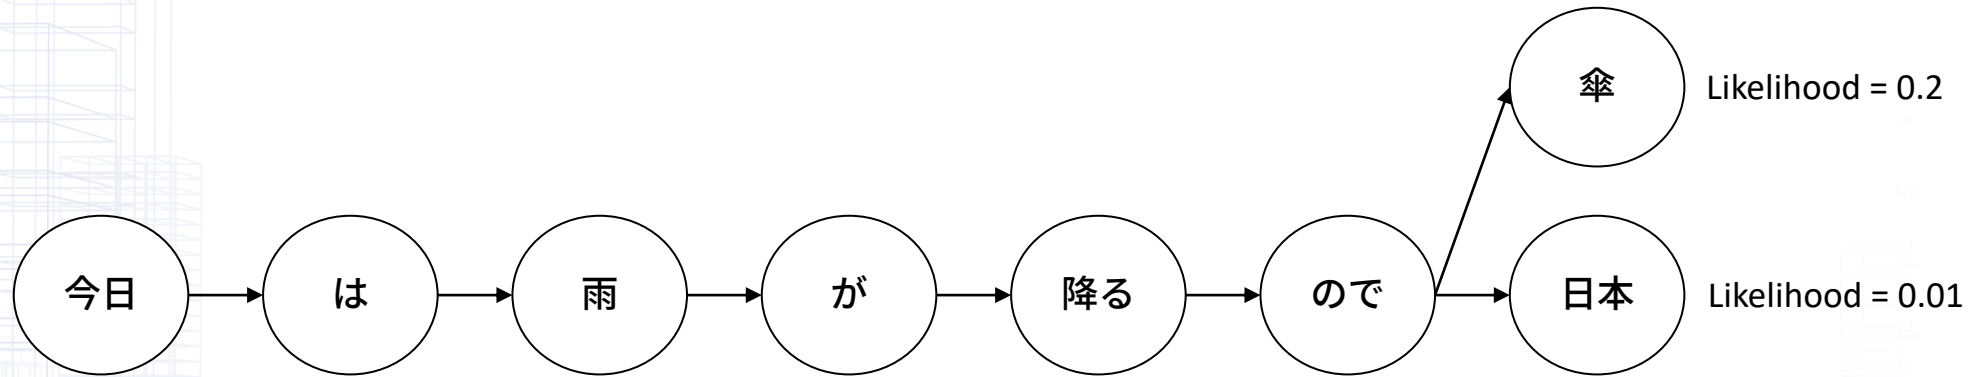 傘
Likelihood = 0.2
今日
は
雨
が
降る
ので
日本
Likelihood = 0.01